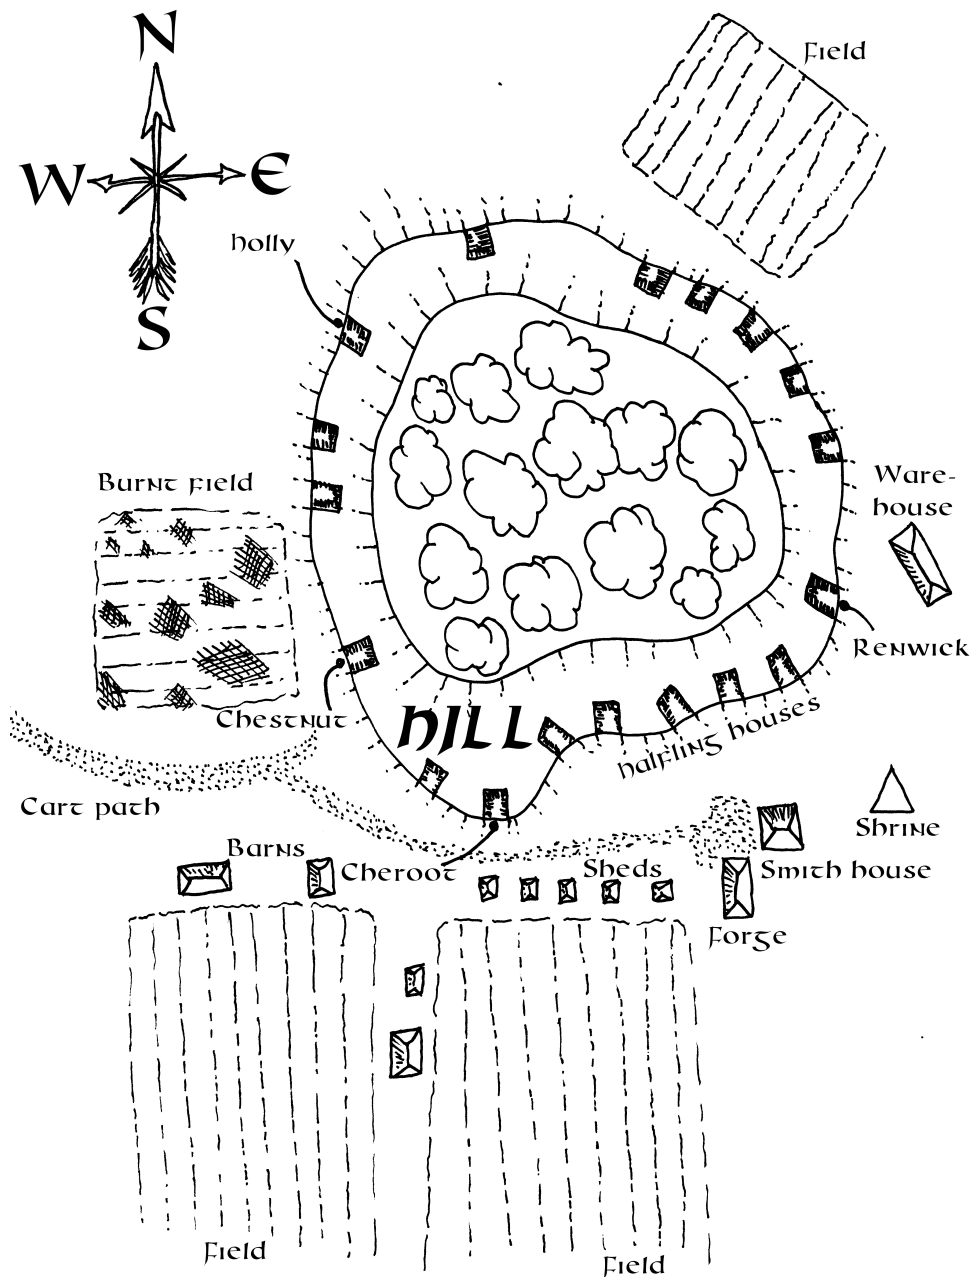 N
Field
W
E
Holly
S
Burnt field
Ware-
house
Renwick
Chestnut
HILL
halfling houses
Cart path
Shrine
Barns
Cheroot
Sheds
Smith house
Forge
Field
Field